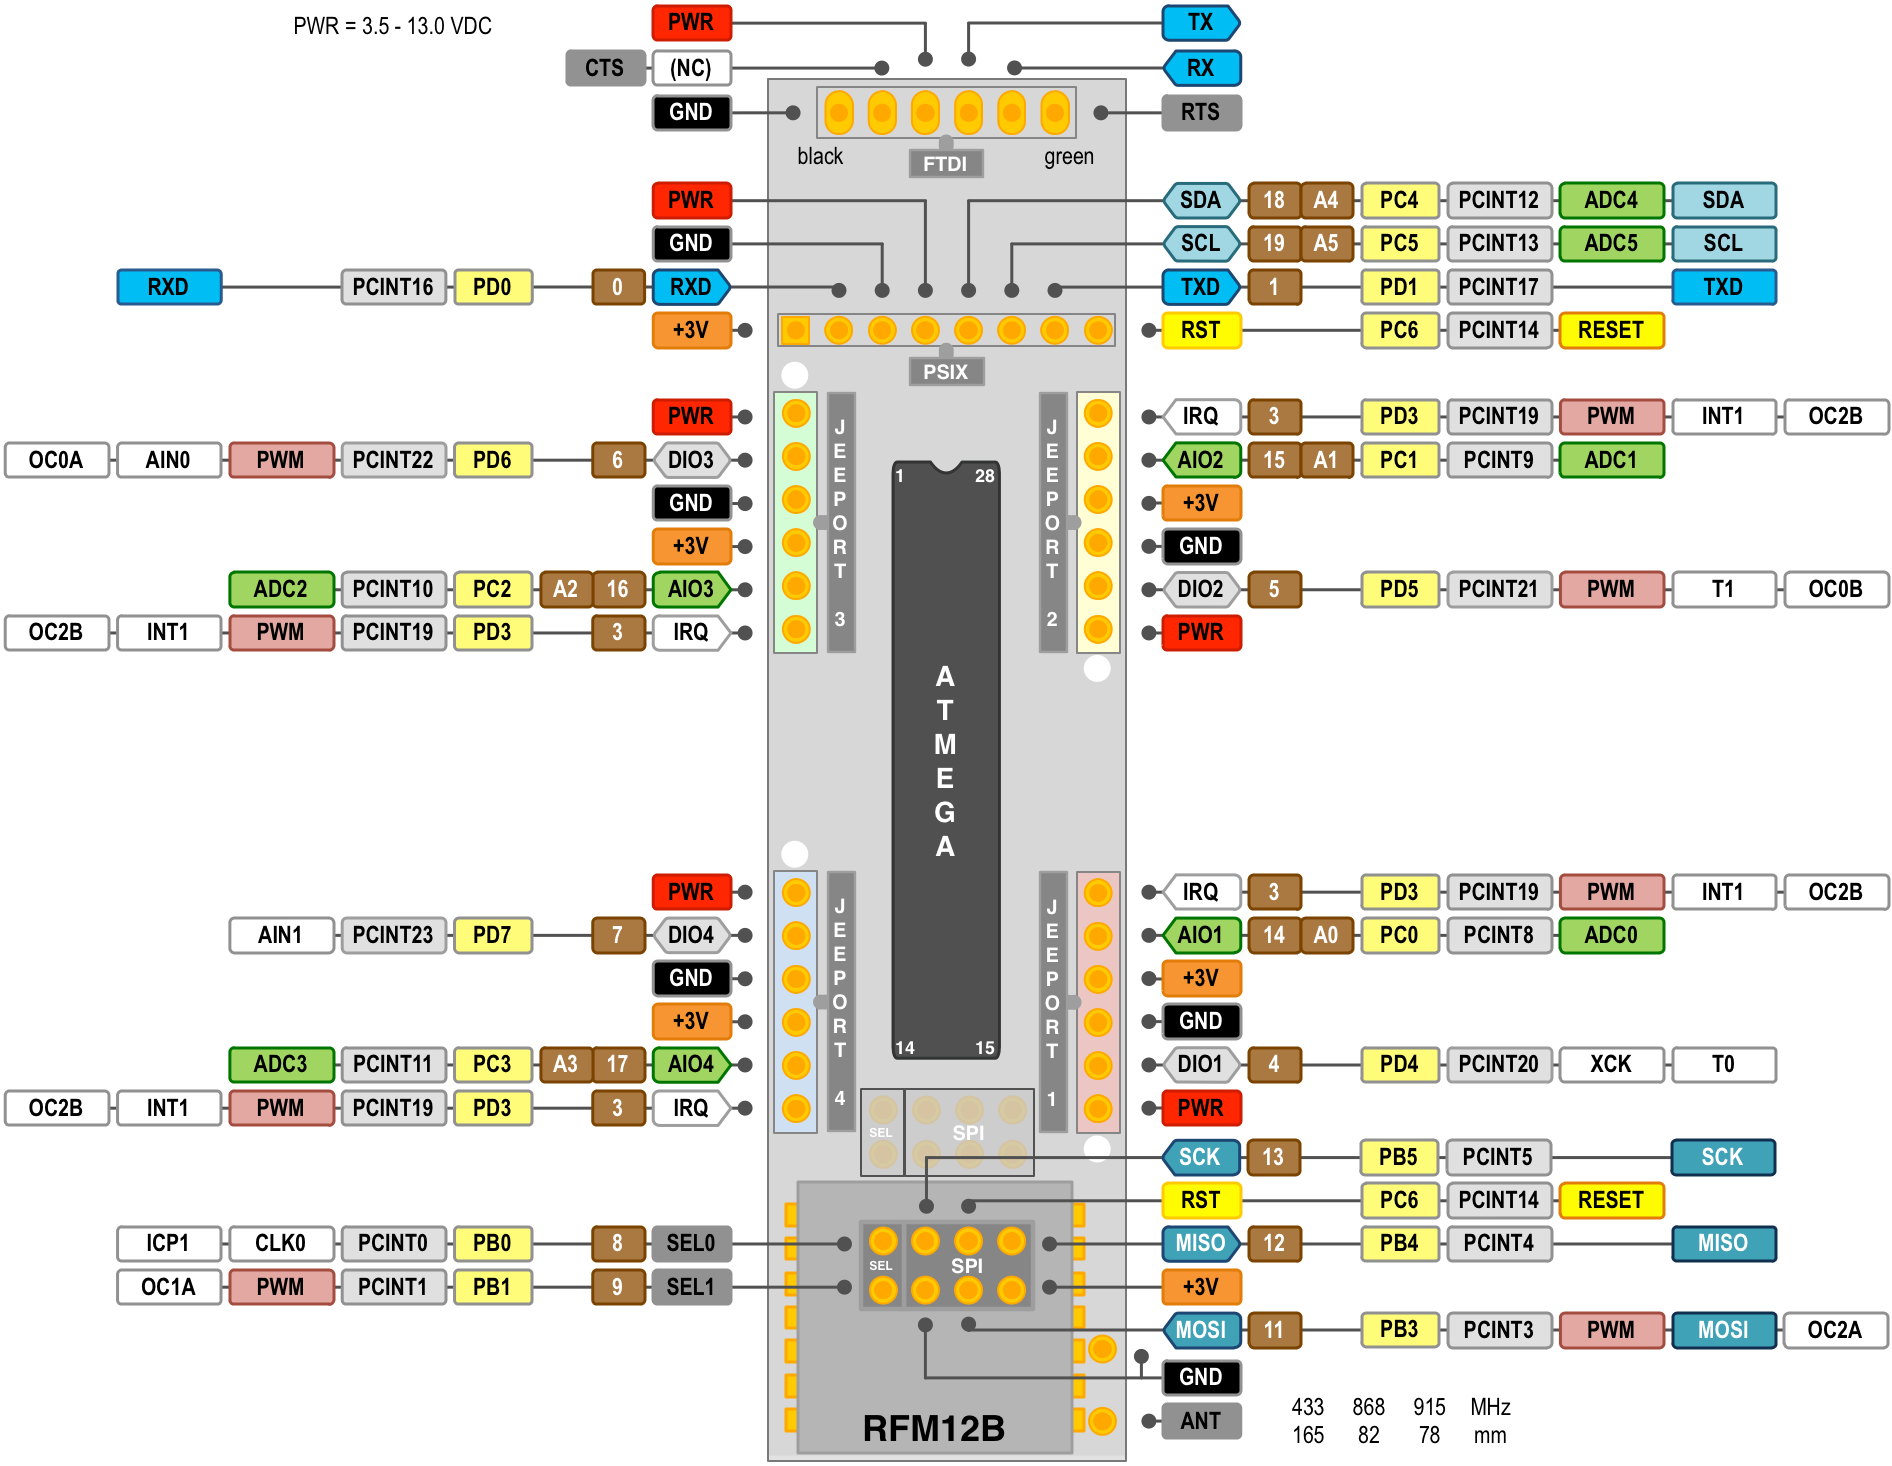 PWR = 3.5 - 13.0 VDC
PWR TX
CTS (NC) RX
GND RTS
black green
FTDI
PWR SDA 18 A4 PC4 PCINT12 ADC4 SDA
GND SCL 19 A5 PC5 PCINT13 ADC5 SCL
RXD PCINT16 PD0 0 RXD TXD 1 PD1 PCINT17 TXD
+3V RST PC6 PCINT14 RESET
PSIX
PWR IRQ 3 PD3 PCINT19 PWM INT1 OC2B
OC0A AIN0 PWM PCINT22 PD6 6 DIO3 AIO2 15 A1 PC1 PCINT9 ADC1
GND +3V
+3V GND
ADC2 PCINT10 PC2 A2 16 AIO3 DIO2 5 PD5 PCINT21 PWM T1 OC0B
OC2B INT1 PWM PCINT19 PD3 3 IRQ PWR
JEEPORT 3
JEEPORT 2
1 28
ATMEGA
14 15
PWR IRQ 3 PD3 PCINT19 PWM INT1 OC2B
AIN1 PCINT23 PD7 7 DIO4 AIO1 14 A0 PC0 PCINT8 ADC0
GND +3V
+3V GND
ADC3 PCINT11 PC3 A3 17 AIO4 DIO1 4 PD4 PCINT20 XCK T0
OC2B INT1 PWM PCINT19 PD3 3 IRQ PWR
JEEPORT 4
JEEPORT 1
SEL SPI
SCK 13 PB5 PCINT5 SCK
RST PC6 PCINT14 RESET
ICP1 CLK0 PCINT0 PB0 8 SEL0 MISO 12 PB4 PCINT4 MISO
SEL SPI
OC1A PWM PCINT1 PB1 9 SEL1 +3V
MOSI 11 PB3 PCINT3 PWM MOSI OC2A
GND
ANT
RFM12B
433 868 915 MHz
165 82 78 mm